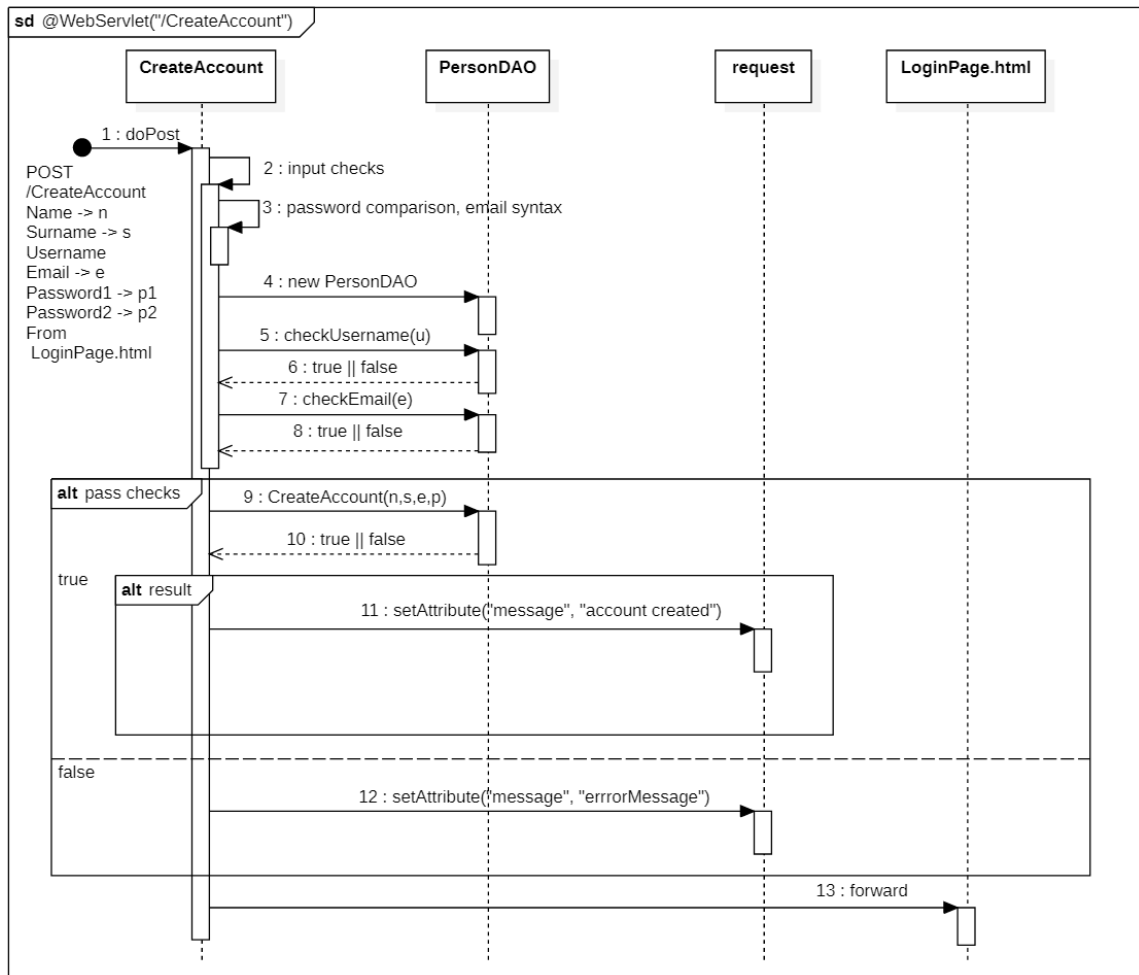 sd @WebServlet("/CreateAccount")
CreateAccount
PersonDAO
request
LoginPage.html
1 : doPost
POST
/CreateAccount
Name -> n
Surname -> s
Username
Email -> e
Password1 -> p1
Password2 -> p2
From
LoginPage.html
2 : input checks
3 : password comparison, email syntax
4 : new PersonDAO
5 : checkUsername(u)
6 : true || false
7 : checkEmail(e)
8 : true || false
alt pass checks
9 : CreateAccount(n,s,e,p)
10 : true || false
true
alt result
11 : setAttribute("message", "account created")
false
12 : setAttribute("message", "errrorMessage")
13 : forward